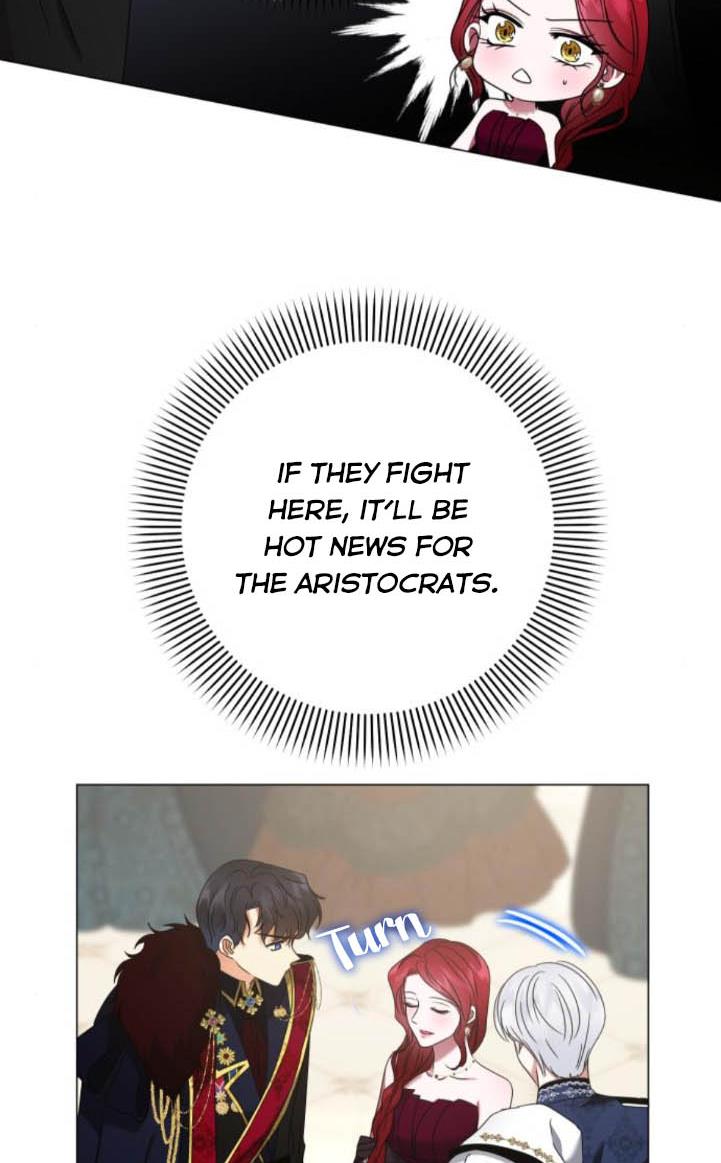 IF THEY FIGHT
HERE, IT'LL BE
HOT NEWS FOR
THE ARISTOCRATS.
Turn